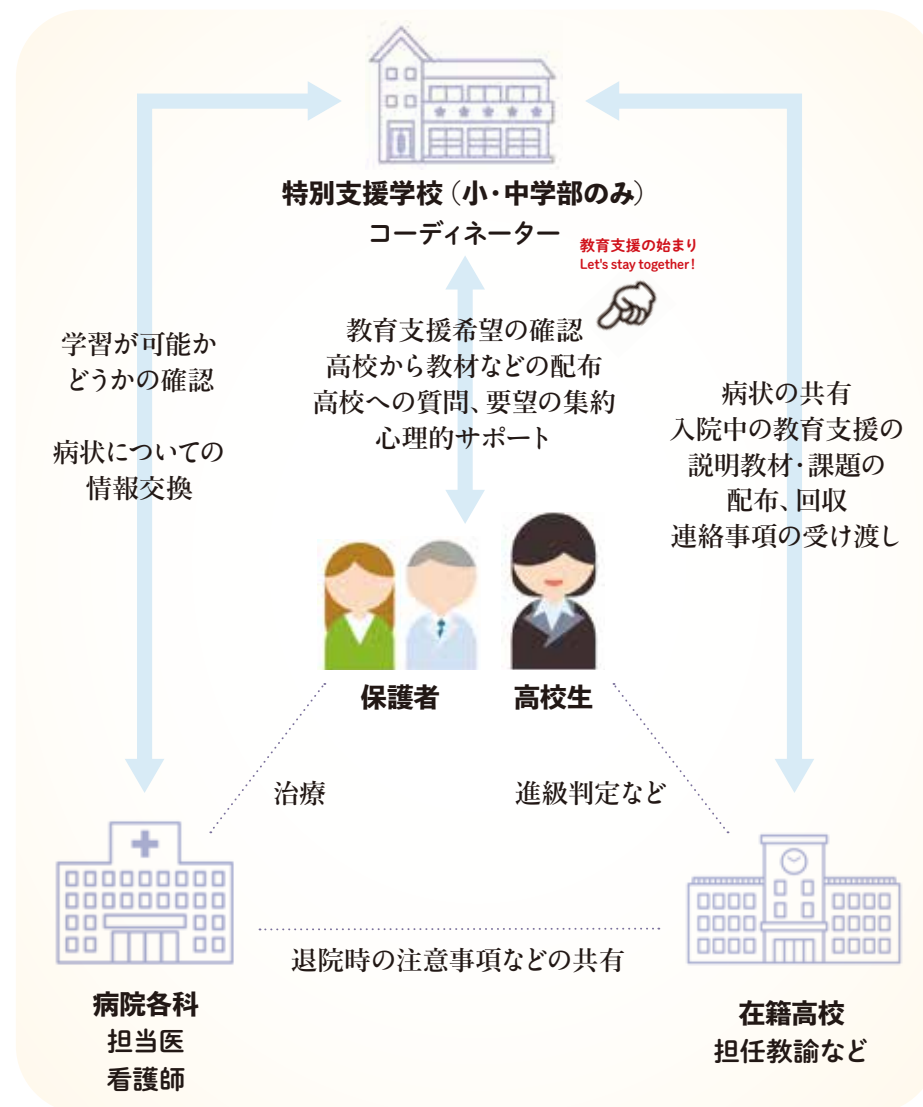 特別支援学校（小・中学部のみ）
コーディネーター
教育支援の始まり
Let's stay together!
教育支援希望の確認
高校から教材などの配布
高校への質問、要望の集約
心理的サポート
学習が可能か
どうかの確認
病状についての
情報交換
病状の共有
入院中の教育支援の
説明教材・課題の
配布、回収
連絡事項の受け渡し
保護者
高校生
治療
進級判定など
退院時の注意事項などの共有
病院各科
担当医
看護師
在籍高校
担任教諭など